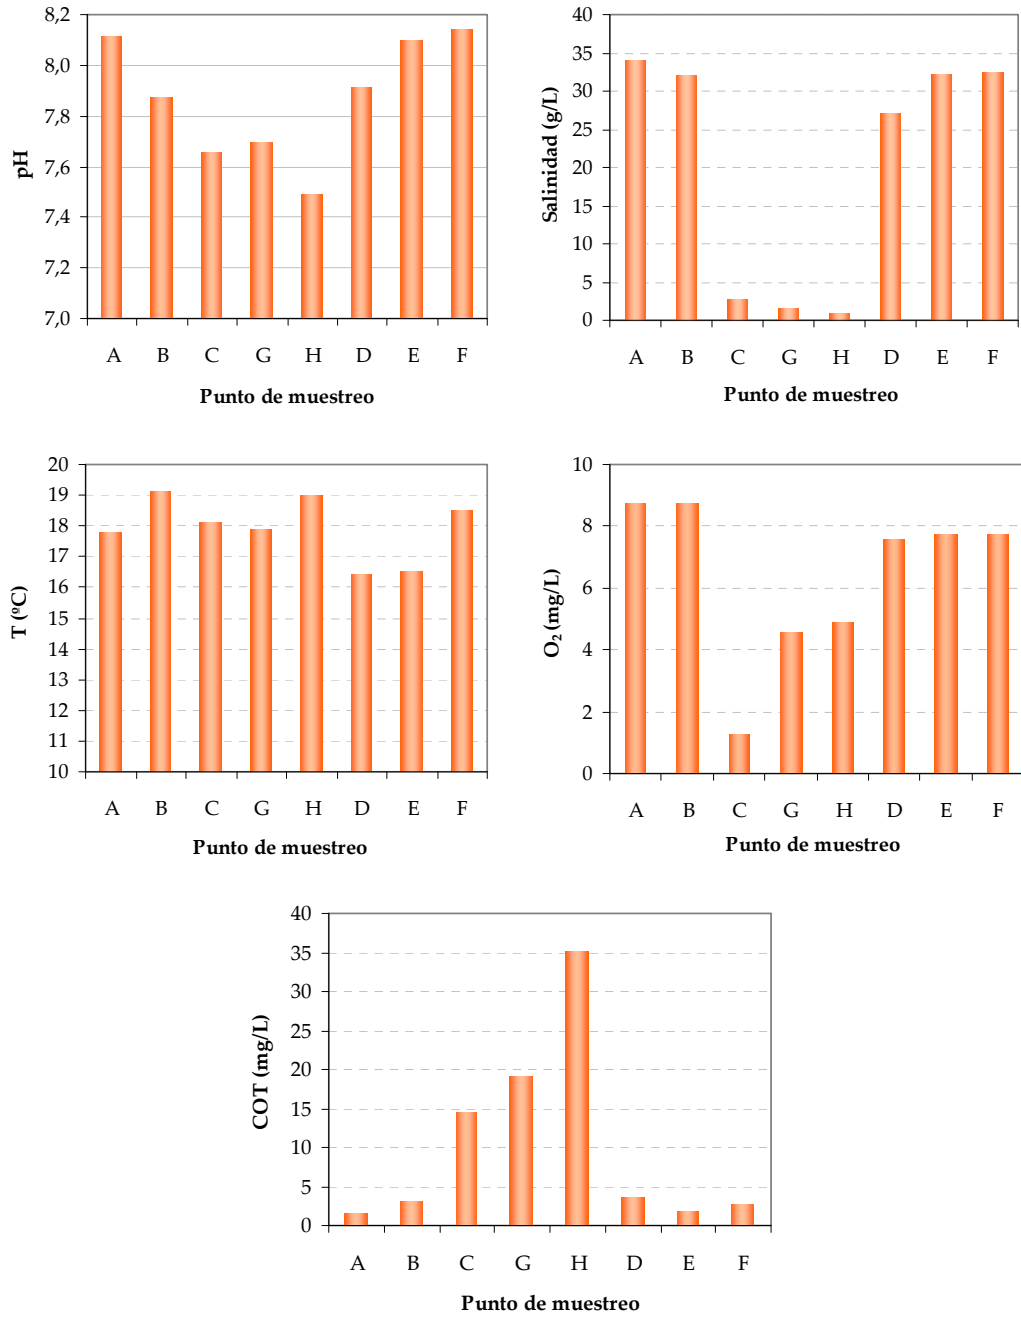 8,2
8,0
7,8
7,6
7,4
7,2
7,0
pH
A B C G H D E F
Punto de muestreo
40
35
30
25
20
15
10
5
0
Salinidad (g/L)
A B C G H D E F
Punto de muestreo
20
19
18
17
16
15
14
13
12
11
10
T (ºC)
A B C G H D E F
Punto de muestreo
10
8
6
4
2
0
O₂ (mg/L)
A B C G H D E F
Punto de muestreo
40
35
30
25
20
15
10
5
0
COT (mg/L)
A B C G H D E F
Punto de muestreo